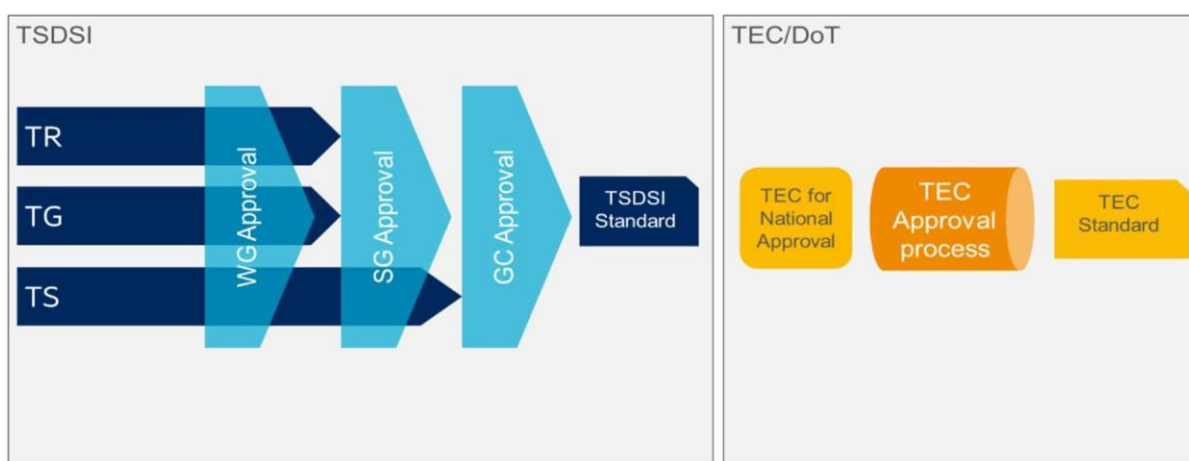 TSDSI
TR
TG
TS
WG Approval
SG Approval
GC Approval
TSDSI
Standard
TEC/DoT
TEC for
National
Approval
TEC
Approval
process
TEC
Standard